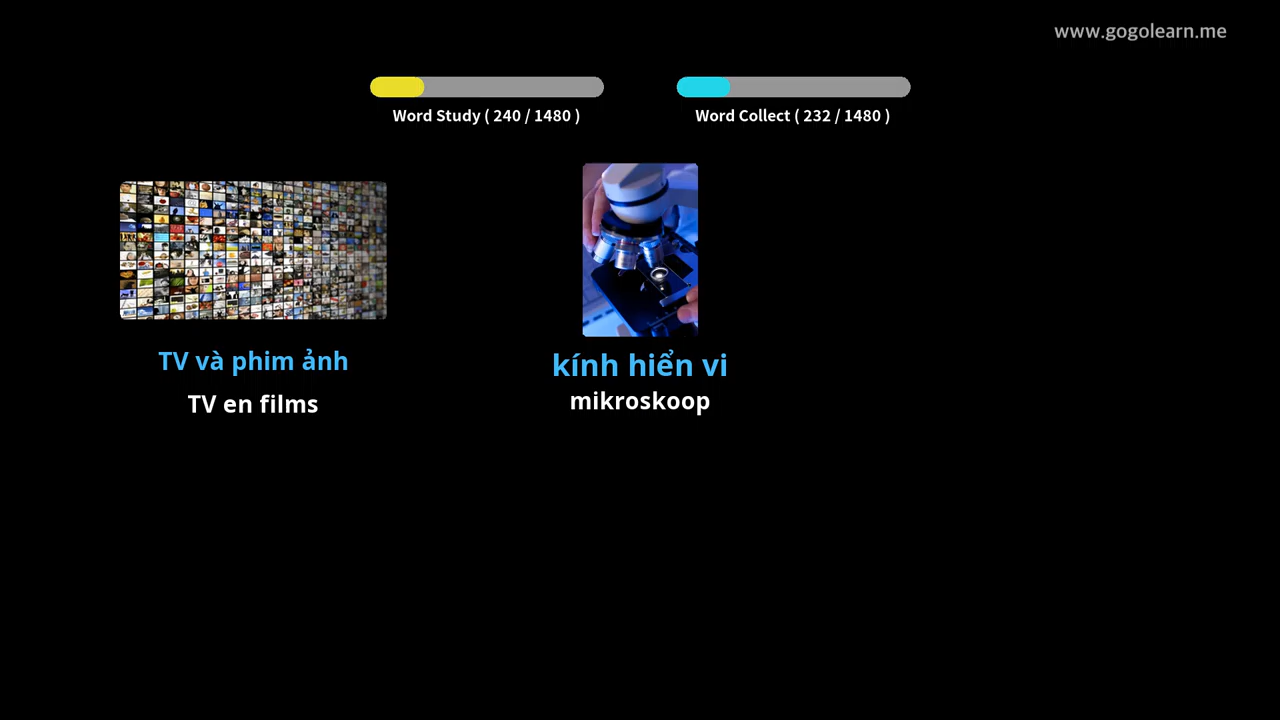 www.gogolearn.me
Word Study ( 240 / 1480 )
Word Collect ( 232 / 1480 )
TV và phim ảnh
TV en films
kính hiển vi
mikroskoop